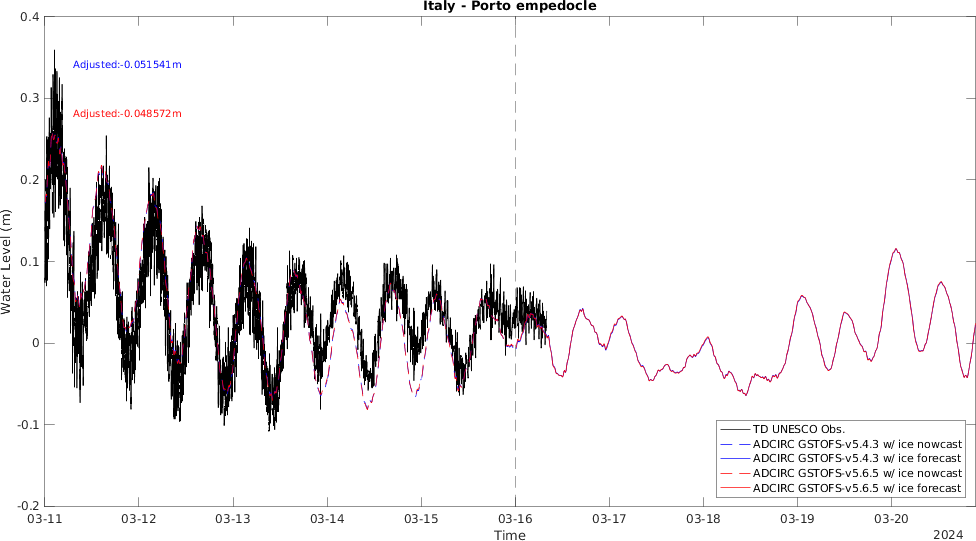 Italy - Porto empedocle
Adjusted:-0.051541m
Adjusted:-0.048572m
Water Level (m)
0.4
0.3
0.2
0.1
0
-0.1
-0.2
TD UNESCO Obs.
ADCIRC GSTOFS-v5.4.3 w/ ice nowcast
ADCIRC GSTOFS-v5.4.3 w/ ice forecast
ADCIRC GSTOFS-v5.6.5 w/ ice nowcast
ADCIRC GSTOFS-v5.6.5 w/ ice forecast
03-11 03-12 03-13 03-14 03-15 03-16 03-17 03-18 03-19 03-20
Time
2024